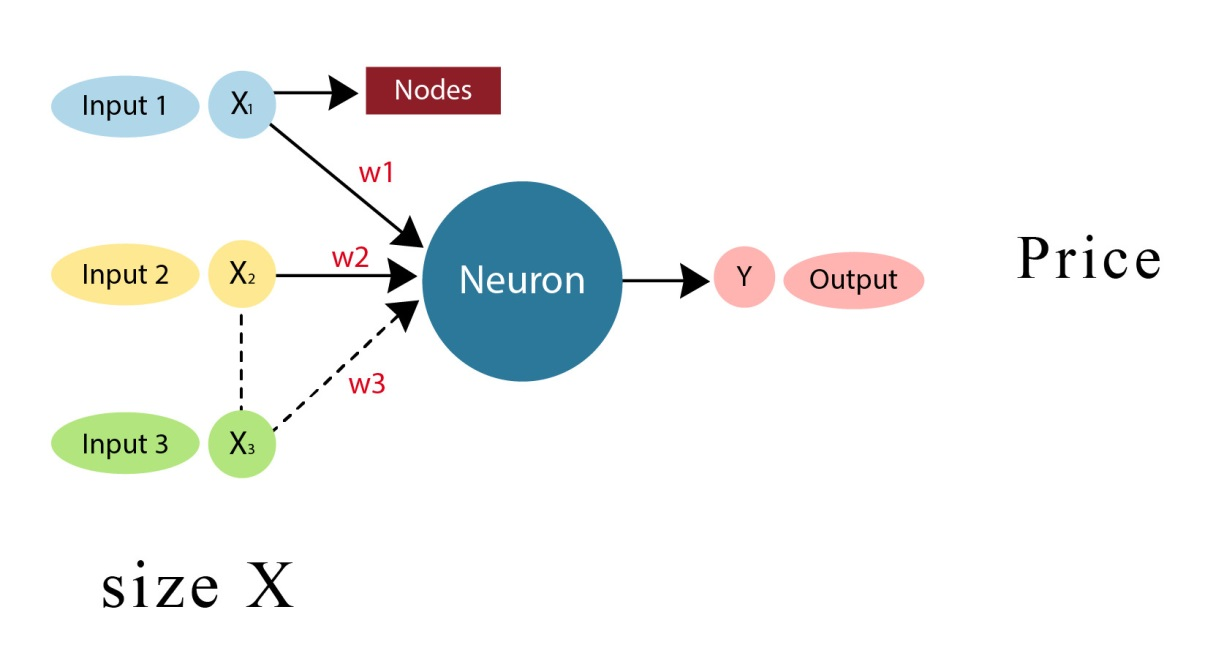 Input 1
X₁
Nodes
w1
Input 2
X₂
w2
Neuron
Y
Output
Price
w3
Input 3
X₃
size X